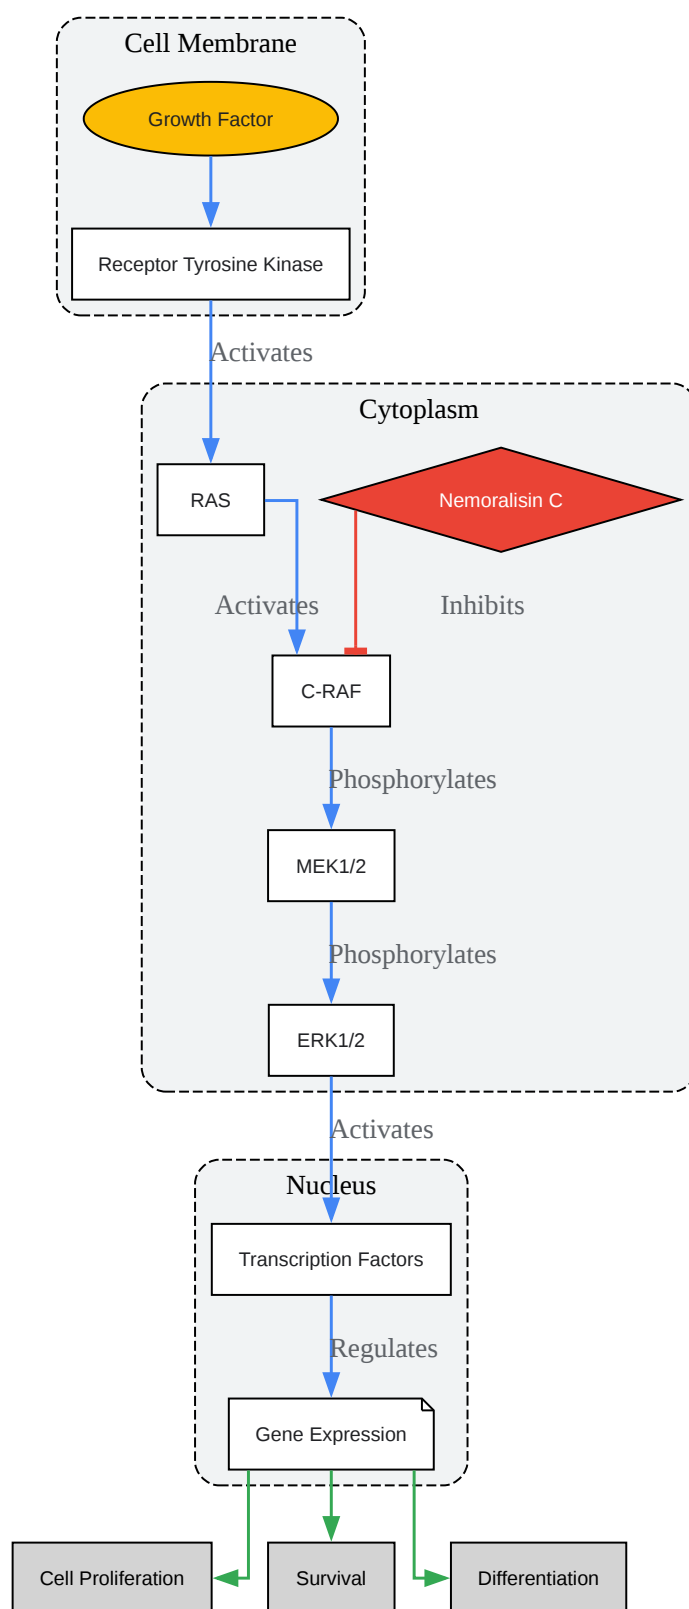 Cell Membrane
Growth Factor
Receptor Tyrosine Kinase
Activates
Cytoplasm
RAS
Nemoralisin C
Activates
Inhibits
C-RAF
Phosphorylates
MEK1/2
Phosphorylates
ERK1/2
Activates
Nucleus
Transcription Factors
Regulates
Gene Expression
Cell Proliferation
Survival
Differentiation